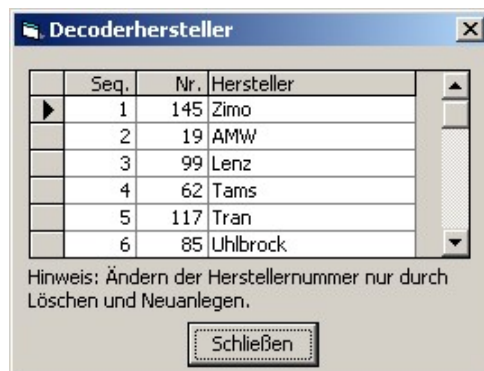 Decoderhersteller
Seq. Nr. Hersteller
1 145 Zimo
2 19 AMW
3 99 Lenz
4 62 Tams
5 117 Tran
6 85 Uhlbrock
Hinweis: Ändern der Herstellernummer nur durch
Löschen und Neuanlegen.
Schließen